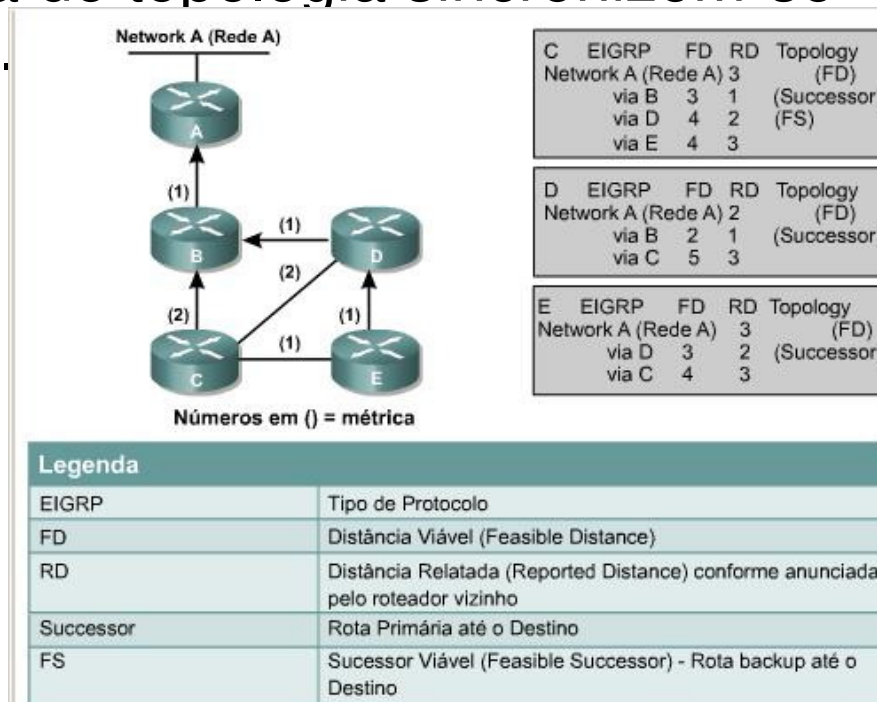 a de topologia sincronizem-se
Network A (Rede A)
A
(1)
(1)
B
D
(2)
(2)
(1)
(1)
C
E
Números em () = métrica
C EIGRP FD RD Topology
Network A (Rede A) 3 (FD)
via B 3 1 (Successor
via D 4 2 (FS)
via E 4 3
D EIGRP FD RD Topology
Network A (Rede A) 2 (FD)
via B 2 1 (Successor
via C 5 3
E EIGRP FD RD Topology
Network A (Rede A) 3 (FD)
via D 3 2 (Successor
via C 4 3
Legenda
EIGRP Tipo de Protocolo
FD Distância Viável (Feasible Distance)
RD Distância Relatada (Reported Distance) conforme anunciada
pelo roteador vizinho
Successor Rota Primária até o Destino
FS Sucessor Viável (Feasible Successor) - Rota backup até o
Destino